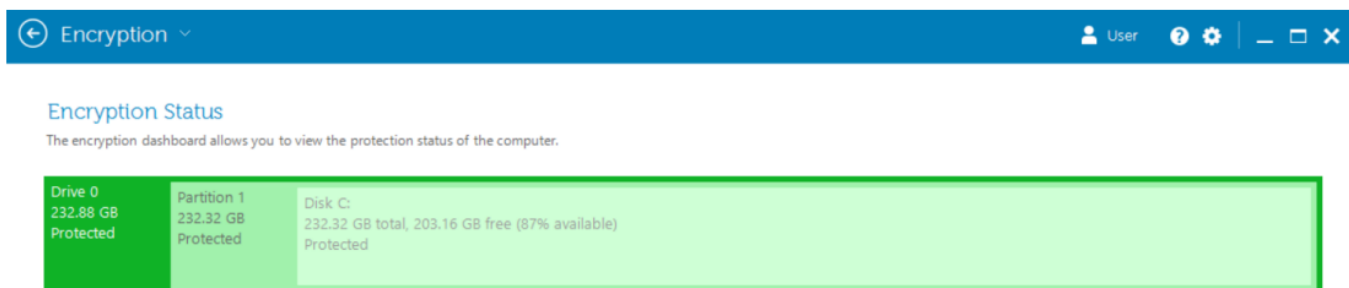 Encryption
User
Encryption Status
The encryption dashboard allows you to view the protection status of the computer.
Drive 0
232.88 GB
Protected
Partition 1
232.32 GB
Protected
Disk C:
232.32 GB total, 203.16 GB free (87% available)
Protected